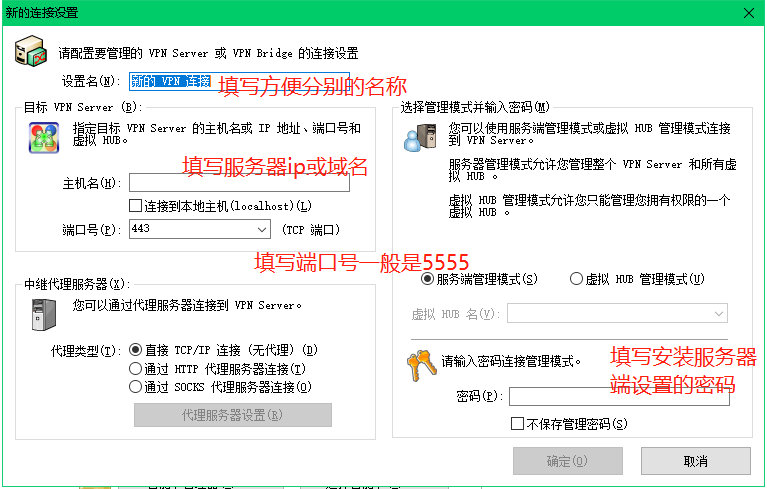 新的连接设置
请配置要管理的 VPN Server 或 VPN Bridge 的连接设置
设置名(N): 新的 VPN 连接 填写方便分别的名称
目标 VPN Server (B):
指定目标 VPN Server 的主机名或 IP 地址、端口号和
虚拟 HUB。
填写服务器ip或域名
主机名(H):
连接到本地主机(localhost)(L)
端口号(P): 443 (TCP 端口)
填写端口号一般是5555
中继代理服务器(X):
您可以通过代理服务器连接到 VPN Server。
代理类型(T): 直接 TCP/IP 连接 (无代理) (D)
通过 HTTP 代理服务器连接(T)
通过 SOCKS 代理服务器连接(O)
代理服务器设置(R)
选择管理模式并输入密码(M)
您可以使用服务端管理模式或虚拟 HUB 管理模式连接
到 VPN Server。
服务器管理模式允许您管理整个 VPN Server 和所有虚
拟 HUB 。
虚拟 HUB 管理模式允许您只能管理您拥有权限的一个
虚拟 HUB 。
服务端管理模式(S) 虚拟 HUB 管理模式(U)
虚拟 HUB 名(V):
请输入密码连接管理模式。
填写安装服务器
端设置的密码
密码(P):
不保存管理密码(S)
确定(O) 取消